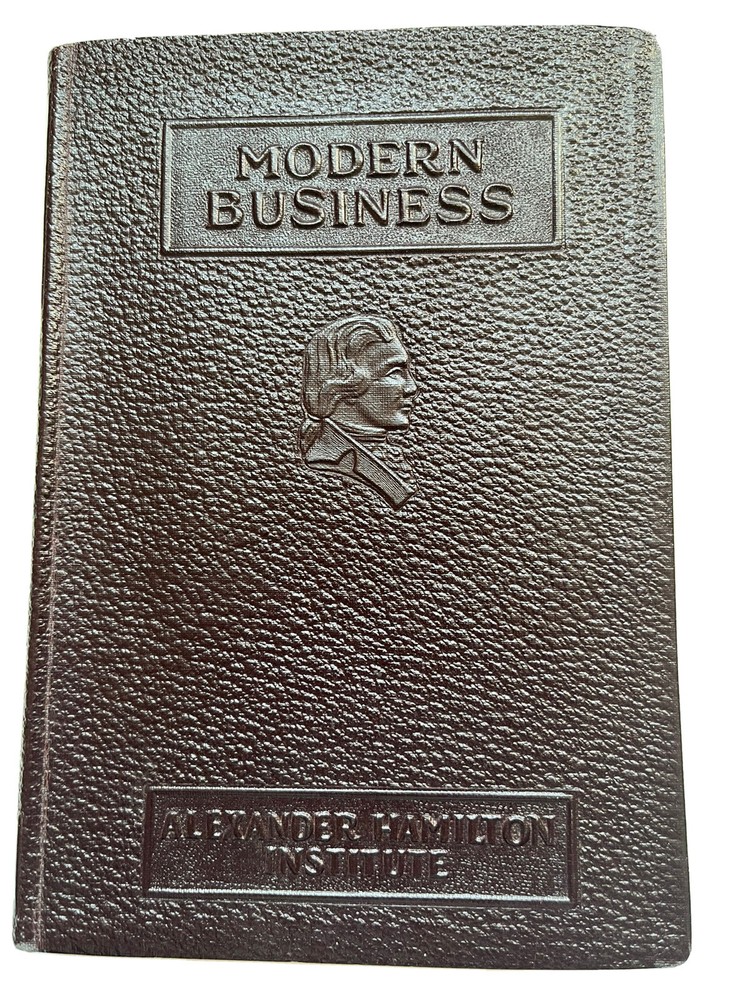 MODERN
BUSINESS
ALEXANDER HAMILTON
INSTITUTE